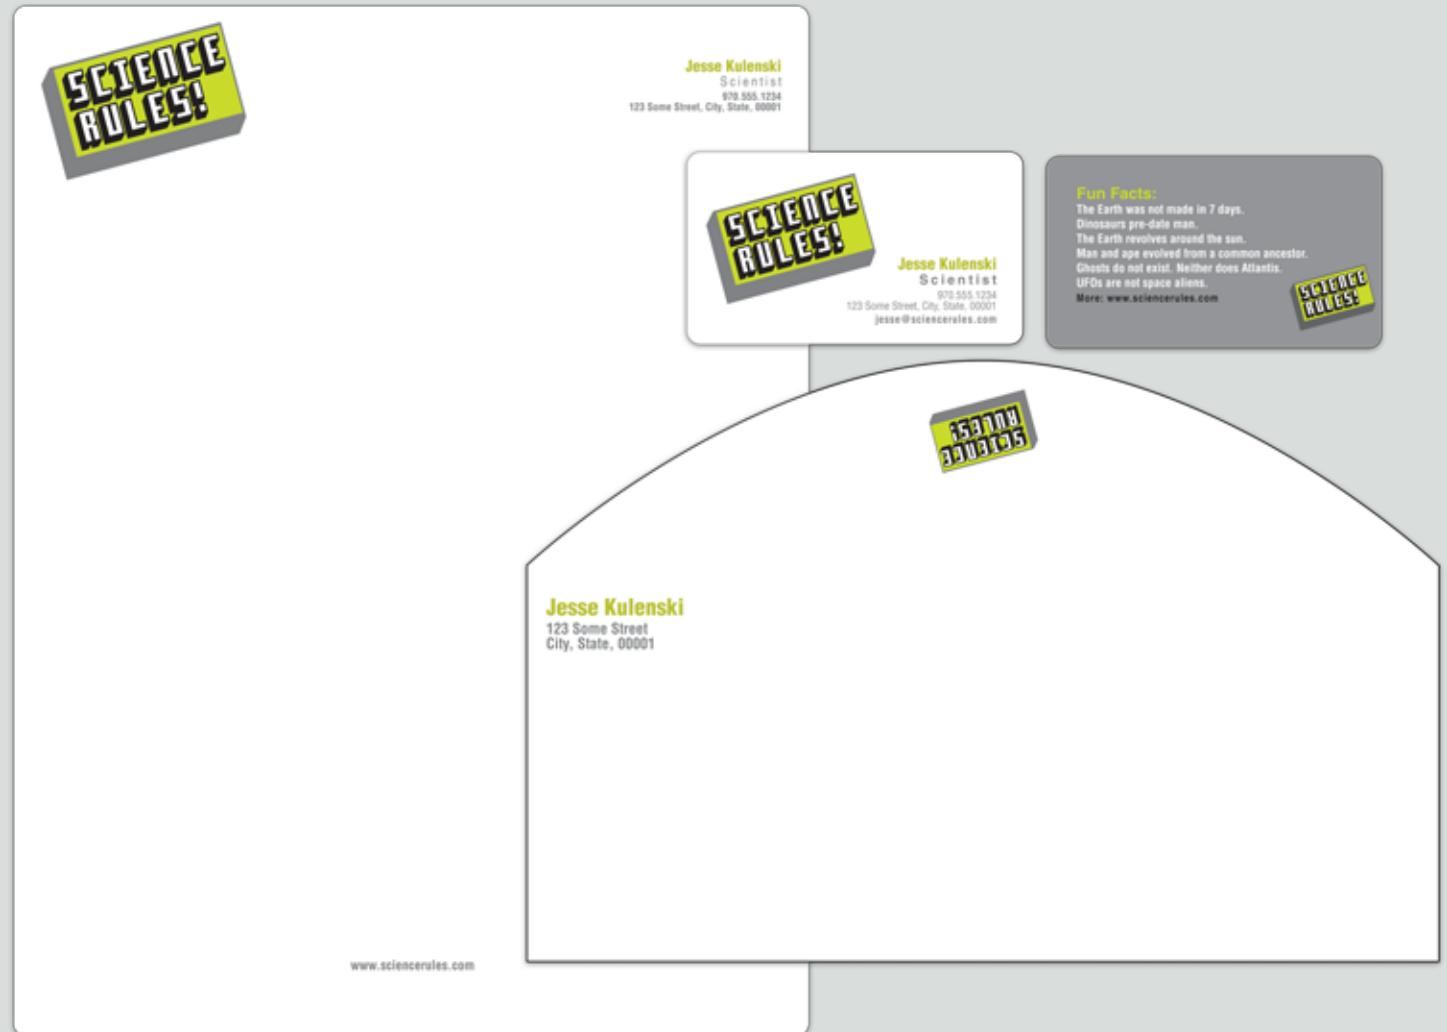 SCIENCE
RULES!
Jesse Kulenski
Scientist
970.555.1234
123 Some Street, City, State, 00001
SCIENCE
RULES!
Jesse Kulenski
Scientist
970.555.1234
123 Some Street, City, State, 00001
jesse@sciencerules.com
Fun Facts:
The Earth was not made in 7 days.
Dinosaurs pre-date man.
The Earth revolves around the sun.
Man and ape evolved from a common ancestor.
Ghosts do not exist. Neither does Atlantis.
UFOs are not space aliens.
More: www.sciencerules.com
SCIENCE
RULES!
SCIENCE
RULES!
Jesse Kulenski
123 Some Street
City, State, 00001
www.sciencerules.com